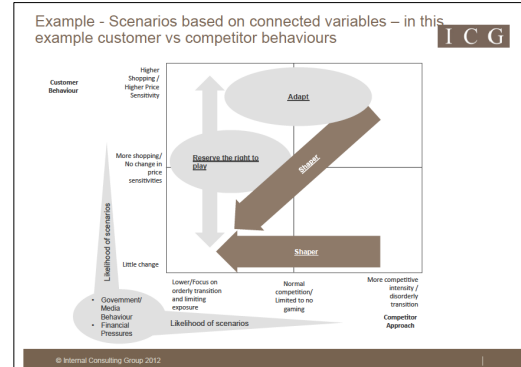 Example - Scenarios based on connected variables – in this
example customer vs competitor behaviours
I C G
Customer
Behaviour
Higher
Shopping /
Higher Price
Sensitivity
Adapt
More shopping/
No change in
price
sensitivities
Reserve the right to
play
Shaper
Likelihood of scenarios
Little change
Shaper
Lower/Focus on
orderly transition
and limiting
exposure
Normal
competition/
Limited to no
gaming
More competitive
intensity /
disorderly
transition
• Government/
Media
Behaviour
• Financial
Pressures
Likelihood of scenarios
Competitor
Approach
© Internal Consulting Group 2012